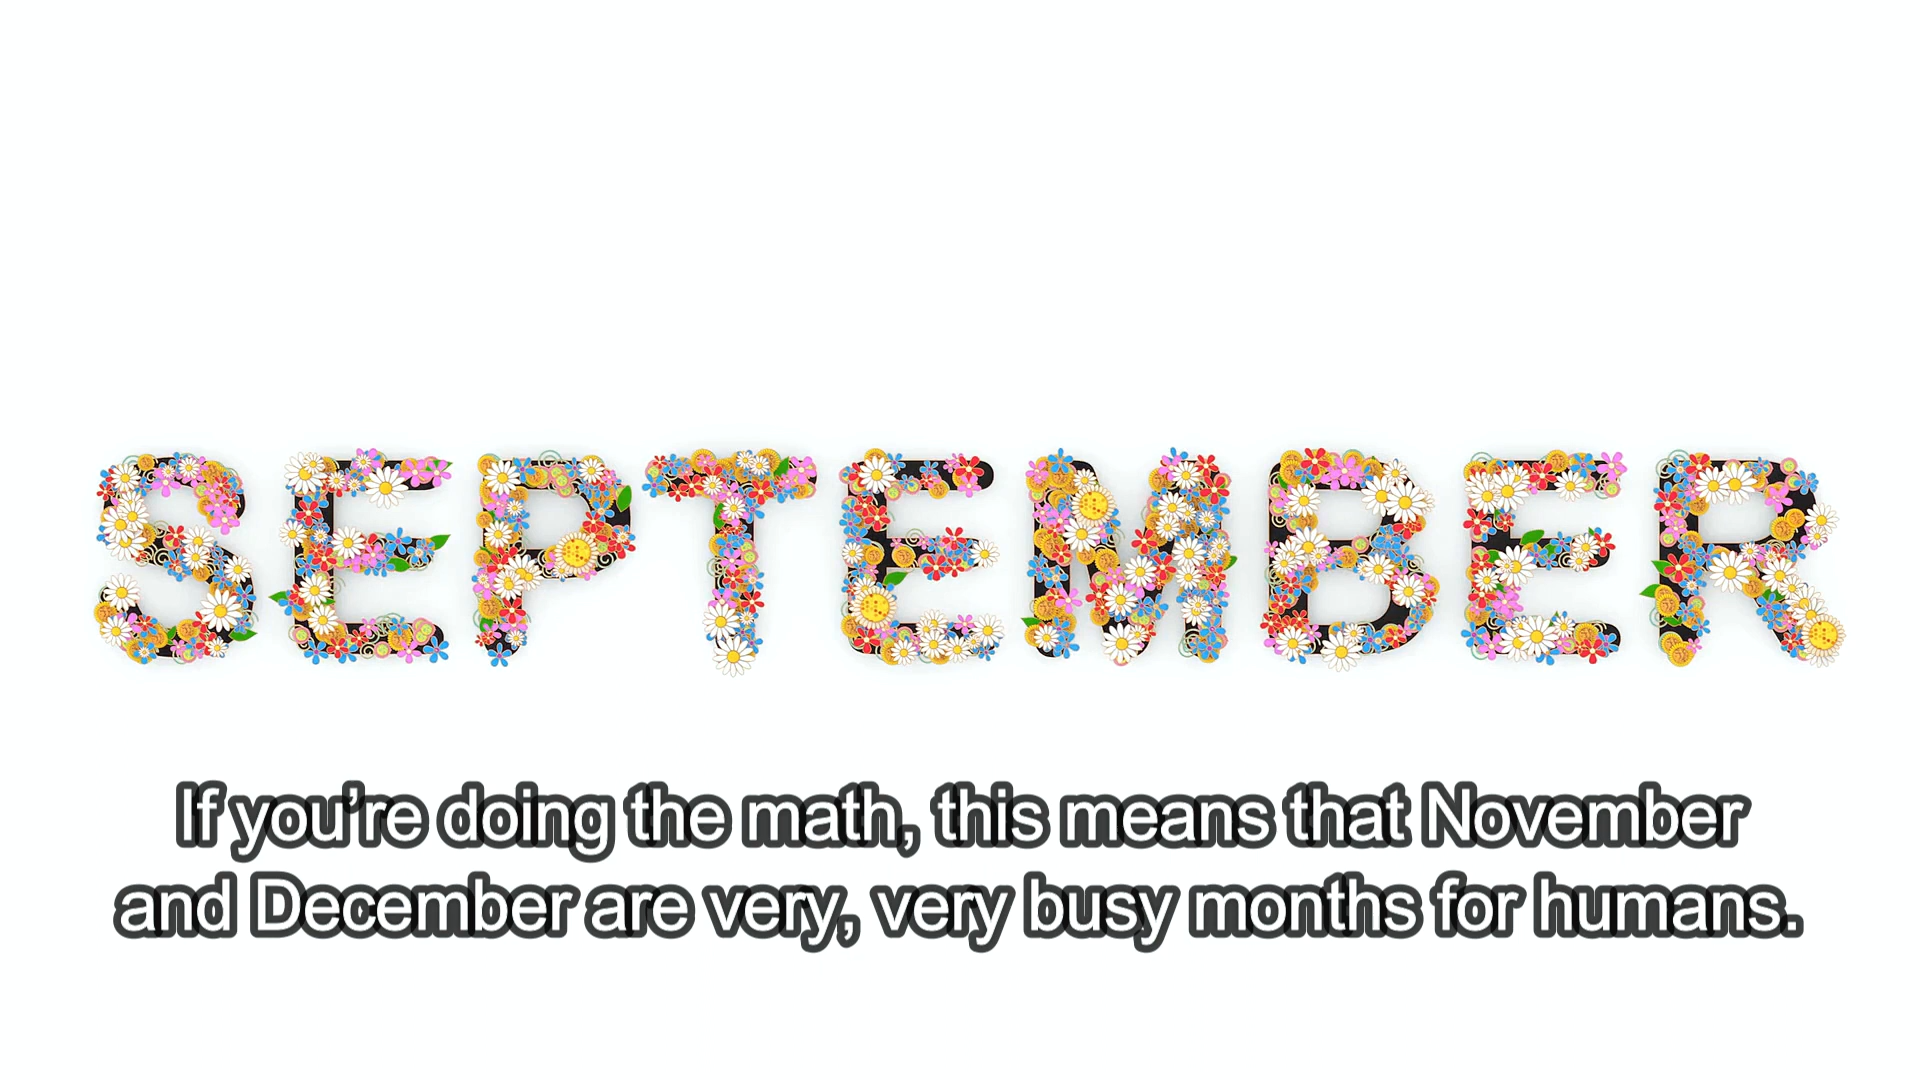 SEPTEMBER
If you’re doing the math, this means that November
and December are very, very busy months for humans.